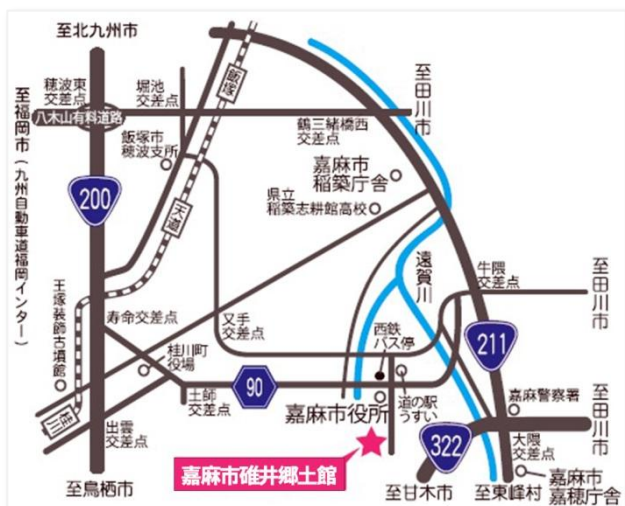 至北九州市
至福岡市（九州自動車道福岡インター）
穂波東
交差点
八木山有料道路
堀池
交差点
飯塚
至田川市
鶴三緒橋西
交差点
飯塚市
穂波支所
嘉麻市
稲築庁舎
200
天道
県立
稲築志耕館高校
遠賀川
牛隈
交差点
至田川市
王塚装飾古墳館
寿命交差点
又手
交差点
西鉄
バス停
211
桂川町
役場
90
道の駅
うすい
土師
交差点
嘉麻市役所
嘉麻警察署
至田川市
桂川
出雲
交差点
322
大隈
交差点
嘉麻市碓井郷土館
嘉麻市
嘉穂庁舎
至鳥栖市
至甘木市
至東峰村